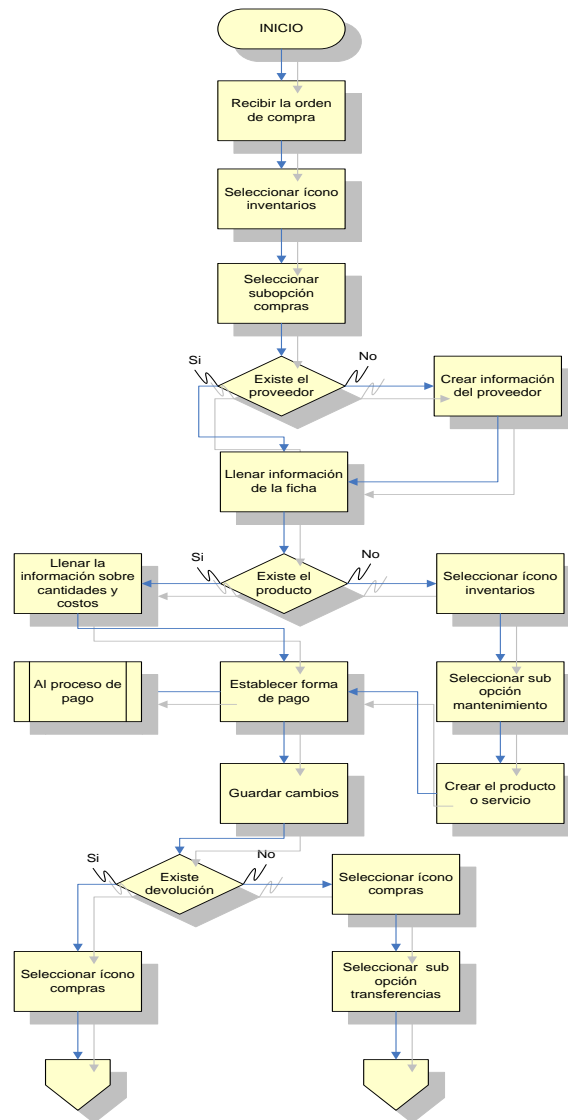 INICIO
Recibir la orden
de compra
Seleccionar ícono
inventarios
Seleccionar
subopción
compras
Si
No
Existe el
proveedor
Crear información
del proveedor
Llenar información
de la ficha
Si
No
Llenar la
información sobre
cantidades y
costos
Existe el
producto
Seleccionar ícono
inventarios
Al proceso de
pago
Establecer forma
de pago
Seleccionar sub
opción
mantenimiento
Guardar cambios
Crear el producto
o servicio
Si
No
Existe
devolución
Seleccionar ícono
compras
Seleccionar ícono
compras
Seleccionar sub
opción
transferencias